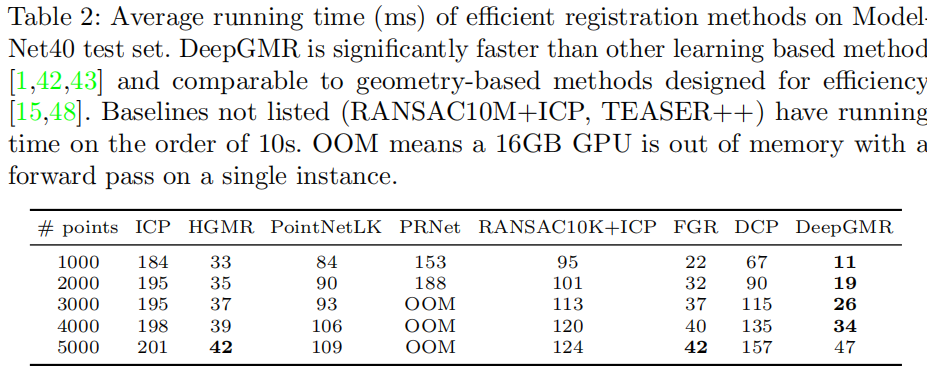 Table 2: Average running time (ms) of efficient registration methods on Model-
Net40 test set. DeepGMR is significantly faster than other learning based method
[1,42,43] and comparable to geometry-based methods designed for efficiency
[15,48]. Baselines not listed (RANSAC10M+ICP, TEASER++) have running
time on the order of 10s. OOM means a 16GB GPU is out of memory with a
forward pass on a single instance.
# points ICP HGMR PointNetLK PRNet RANSAC10K+ICP FGR DCP DeepGMR
1000 184 33 84 153 95 22 67 11
2000 195 35 90 188 101 32 90 19
3000 195 37 93 OOM 113 37 115 26
4000 198 39 106 OOM 120 40 135 34
5000 201 42 109 OOM 124 42 157 47